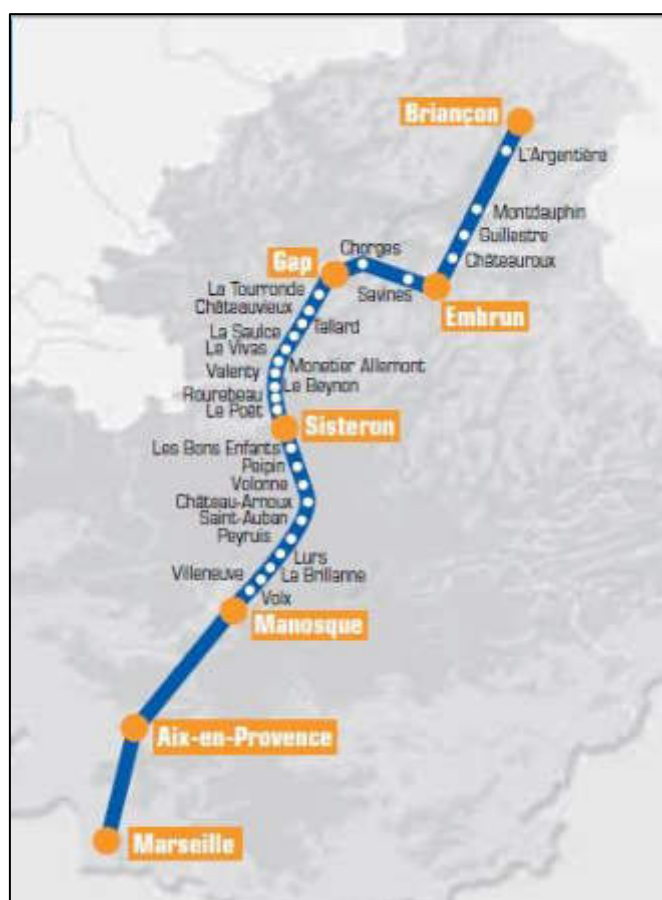 Briançon
L'Argentière
Montdauphin
Guillestre
Châteauroux
Chorges
Gap
Savines
Embrun
La Tourronde
Châteauvieux
Tallard
La Saulce
Le Vivas
Valenty
Monetier Allemont
Le Beynon
Rourebeau
Le Poët
Sisteron
Les Bons Enfants
Peipin
Volonne
Château-Arnoux
Saint-Auban
Peyruis
Lurs
La Brillanne
Villeneuve
Volx
Manosque
Aix-en-Provence
Marseille